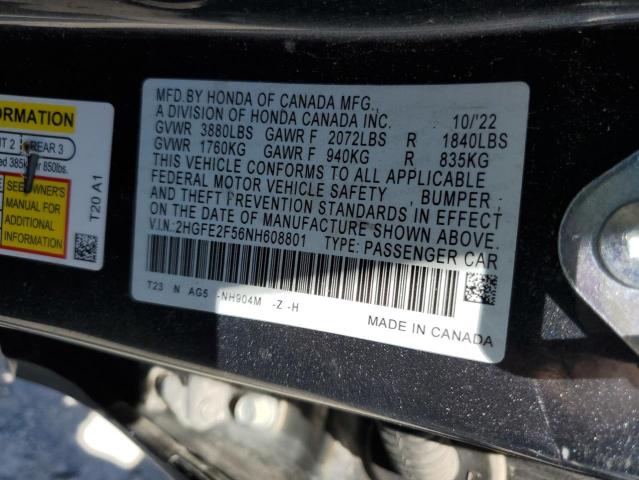 MFD.BY HONDA OF CANADA MFG.,
A DIVISION OF HONDA CANADA INC. 10/'22
GVWR 3880LBS GAWR F 2072LBS R 1840LBS
GVWR 1760KG GAWR F 940KG R 835KG
THIS VEHICLE CONFORMS TO ALL APPLICABLE
FEDERAL MOTOR VEHICLE SAFETY , BUMPER ,
AND THEFT PREVENTION STANDARDS IN EFFECT
ON THE DATE OF MANUFACTURE SHOWN ABOVE.
V.I.N:2HGFE2F56NH608801 TYPE: PASSENGER CAR
T23 N AG5 -NH904M -Z -H
MADE IN CANADA
REAR 3
850lbs.
SEE OWNER'S
MANUAL FOR
ADDITIONAL
INFORMATION
T20 A1